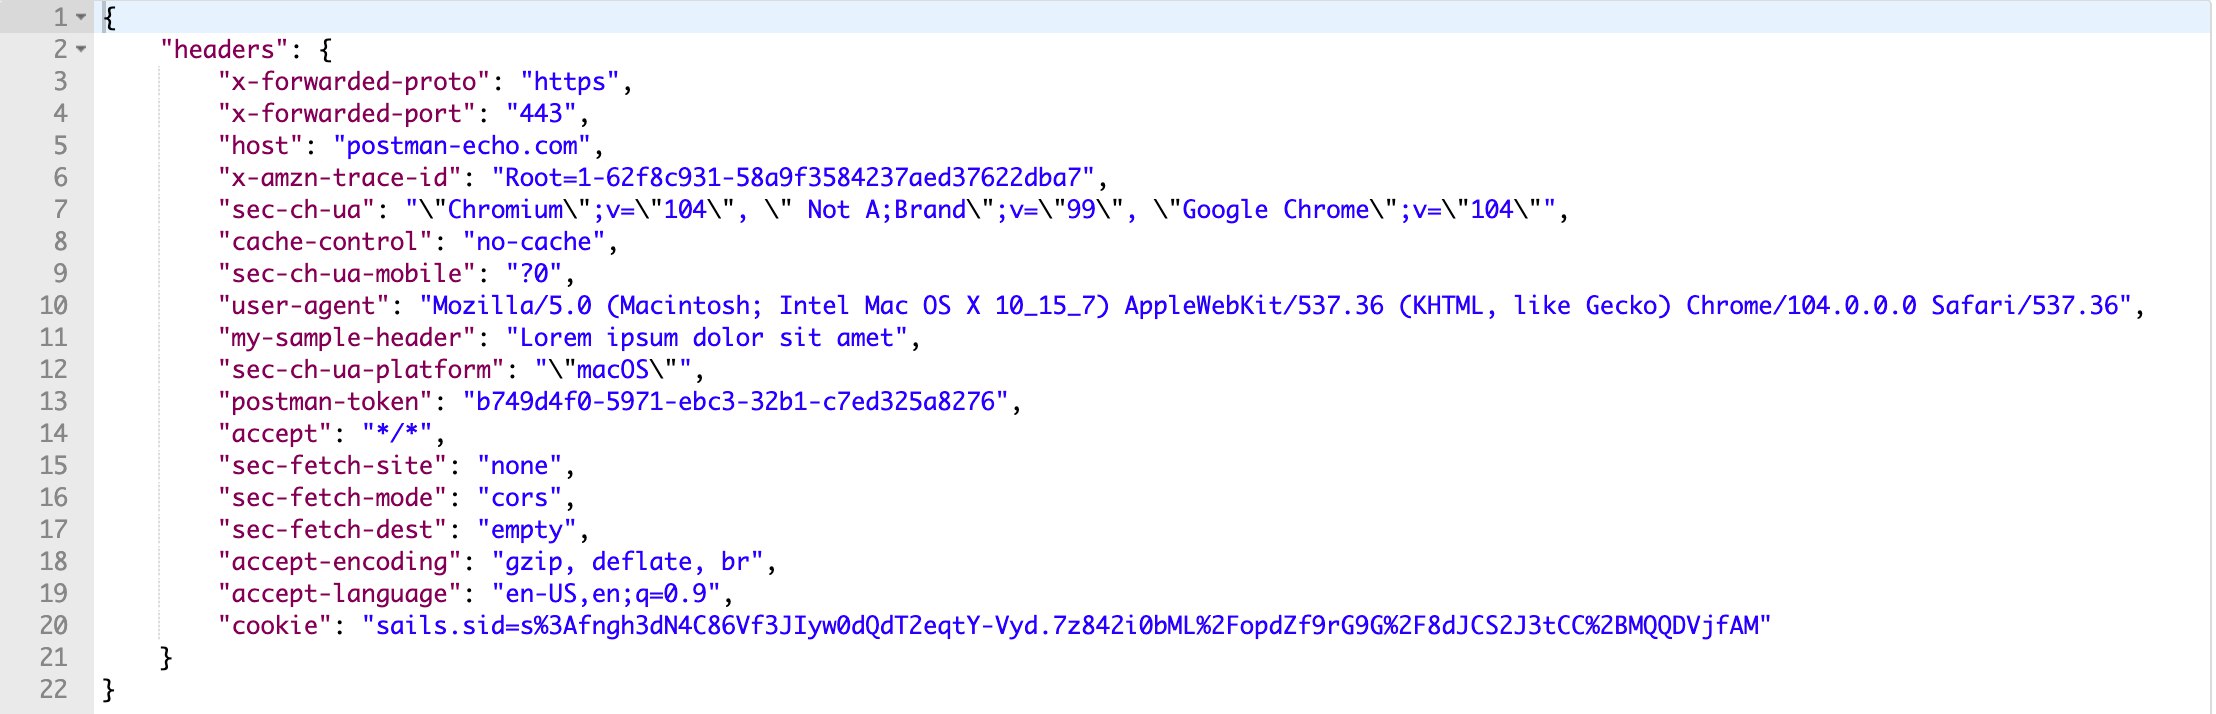 1 {
2     "headers": {
3         "x-forwarded-proto": "https",
4         "x-forwarded-port": "443",
5         "host": "postman-echo.com",
6         "x-amzn-trace-id": "Root=1-62f8c931-58a9f3584237aed37622dba7",
7         "sec-ch-ua": "\"Chromium\";v=\"104\", \" Not A;Brand\";v=\"99\", \"Google Chrome\";v=\"104\"",
8         "cache-control": "no-cache",
9         "sec-ch-ua-mobile": "?0",
10         "user-agent": "Mozilla/5.0 (Macintosh; Intel Mac OS X 10_15_7) AppleWebKit/537.36 (KHTML, like Gecko) Chrome/104.0.0.0 Safari/537.36",
11         "my-sample-header": "Lorem ipsum dolor sit amet",
12         "sec-ch-ua-platform": "\"macOS\"",
13         "postman-token": "b749d4f0-5971-ebc3-32b1-c7ed325a8276",
14         "accept": "*/*",
15         "sec-fetch-site": "none",
16         "sec-fetch-mode": "cors",
17         "sec-fetch-dest": "empty",
18         "accept-encoding": "gzip, deflate, br",
19         "accept-language": "en-US,en;q=0.9",
20         "cookie": "sails.sid=s%3Afngh3dN4C86Vf3JIyw0dQdT2eqtY-Vyd.7z842i0bML%2FopdZf9rG9G%2F8dJCS2J3tCC%2BMQQDVjfAM"
21     }
22 }